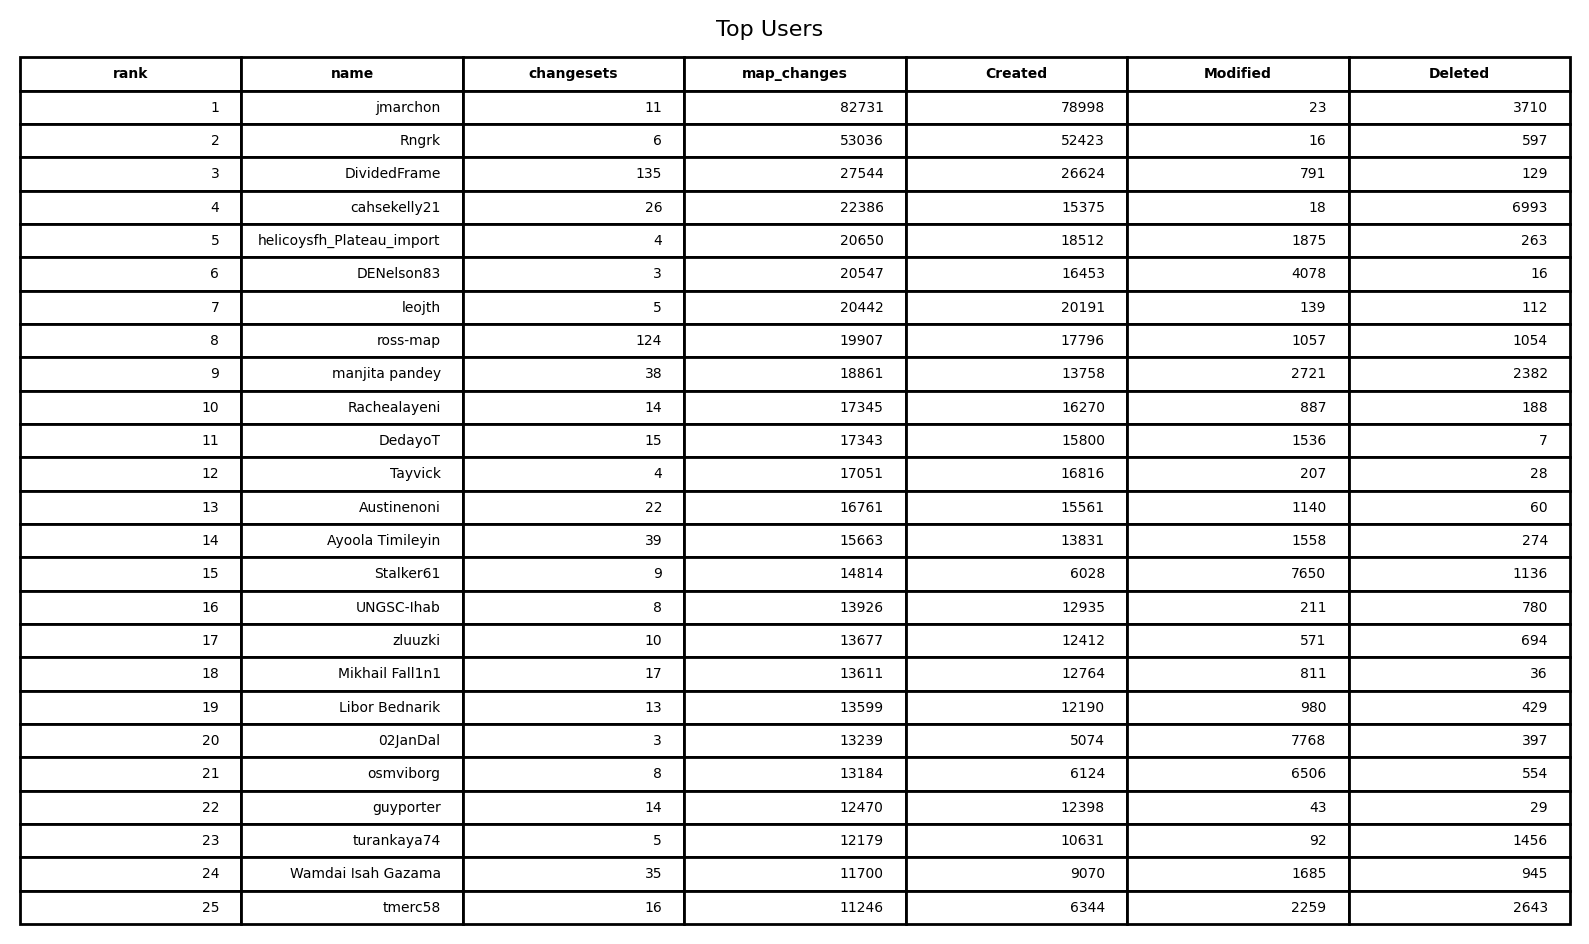 Top Users
rank name changesets map_changes Created Modified Deleted
1 jmarchon 11 82731 78998 23 3710
2 Rngrk 6 53036 52423 16 597
3 DividedFrame 135 27544 26624 791 129
4 cahsekelly21 26 22386 15375 18 6993
5 helicoysfh_Plateau_import 4 20650 18512 1875 263
6 DENelson83 3 20547 16453 4078 16
7 leojth 5 20442 20191 139 112
8 ross-map 124 19907 17796 1057 1054
9 manjita pandey 38 18861 13758 2721 2382
10 Rachealayeni 14 17345 16270 887 188
11 DedayoT 15 17343 15800 1536 7
12 Tayvick 4 17051 16816 207 28
13 Austinenoni 22 16761 15561 1140 60
14 Ayoola Timileyin 39 15663 13831 1558 274
15 Stalker61 9 14814 6028 7650 1136
16 UNGSC-Ihab 8 13926 12935 211 780
17 zluuzki 10 13677 12412 571 694
18 Mikhail Fall1n1 17 13611 12764 811 36
19 Libor Bednarik 13 13599 12190 980 429
20 02JanDal 3 13239 5074 7768 397
21 osmviborg 8 13184 6124 6506 554
22 guyporter 14 12470 12398 43 29
23 turankaya74 5 12179 10631 92 1456
24 Wamdai Isah Gazama 35 11700 9070 1685 945
25 tmerc58 16 11246 6344 2259 2643